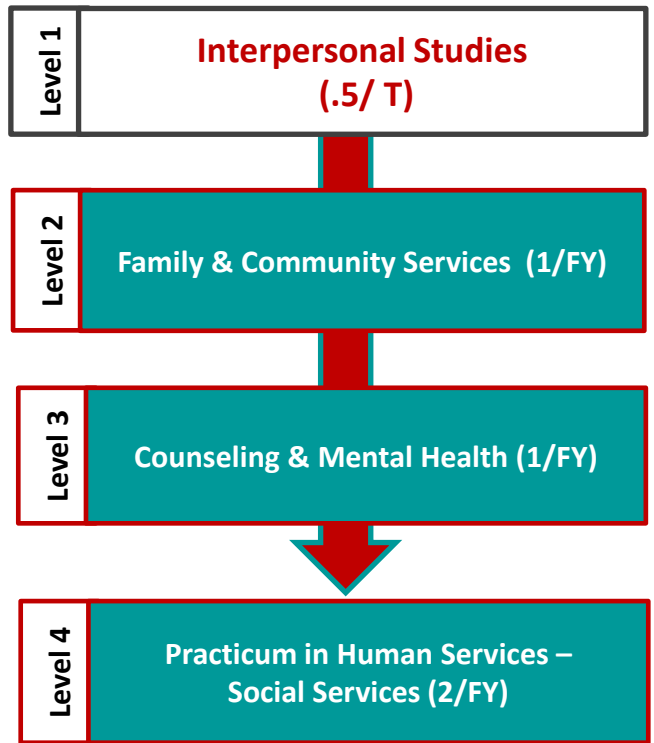 Level 1
Interpersonal Studies
(.5/ T)
Level 2
Family & Community Services  (1/FY)
Level 3
Counseling & Mental Health (1/FY)
Level 4
Practicum in Human Services –
Social Services (2/FY)